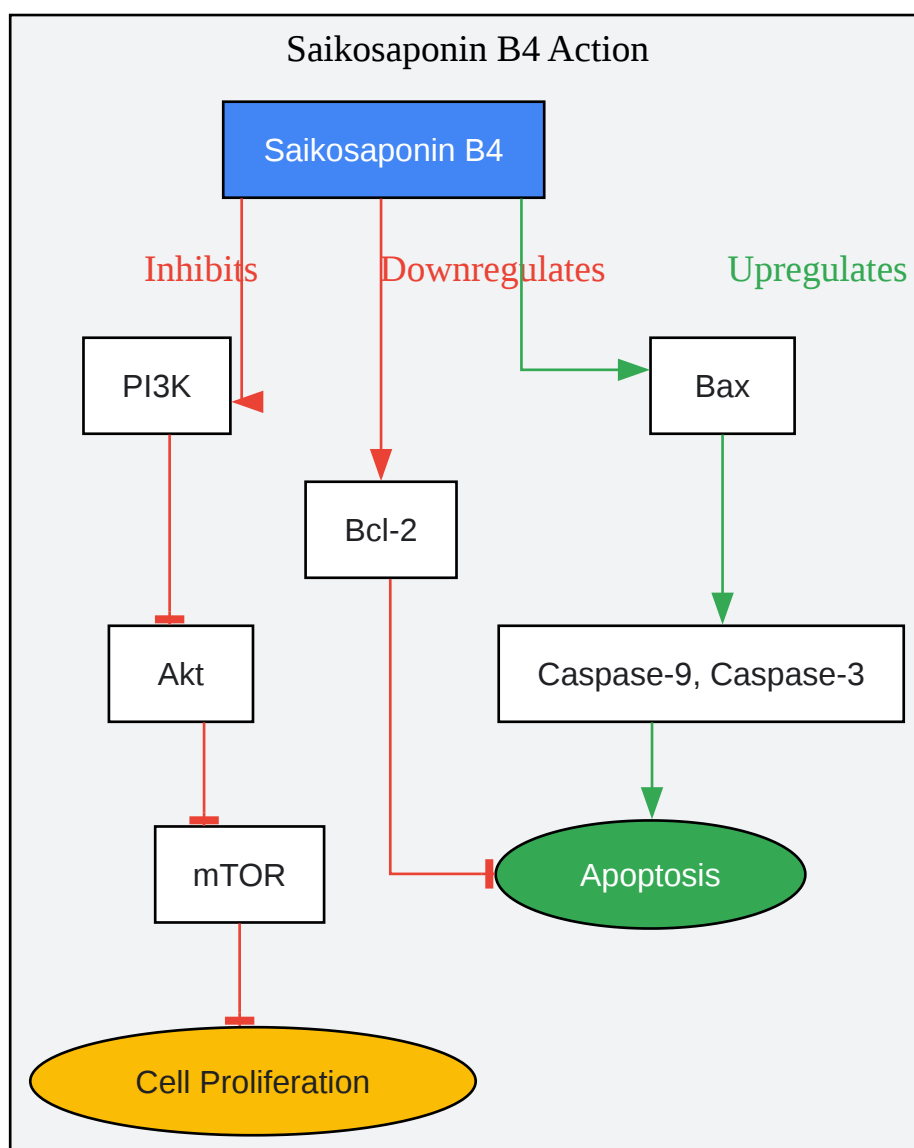 Saikosaponin B4 Action
Saikosaponin B4
Inhibits
Downregulates
Upregulates
PI3K
Bax
Bcl-2
Akt
Caspase-9, Caspase-3
mTOR
Apoptosis
Cell Proliferation